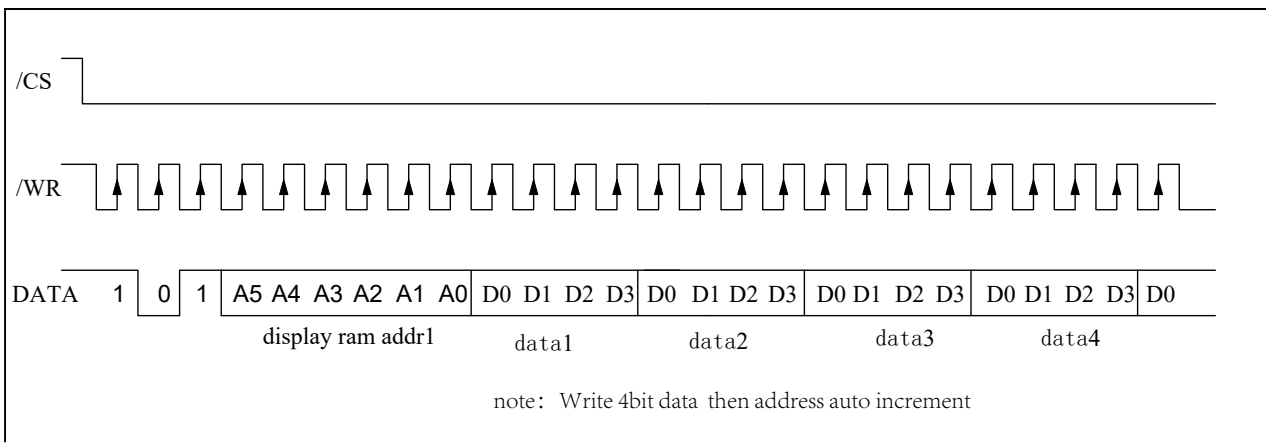 /CS
/WR
DATA 1 0 1 A5 A4 A3 A2 A1 A0 D0 D1 D2 D3 D0 D1 D2 D3 D0 D1 D2 D3 D0 D1 D2 D3 D0
display ram addr1 data1 data2 data3 data4
note： Write 4bit data then address auto increment